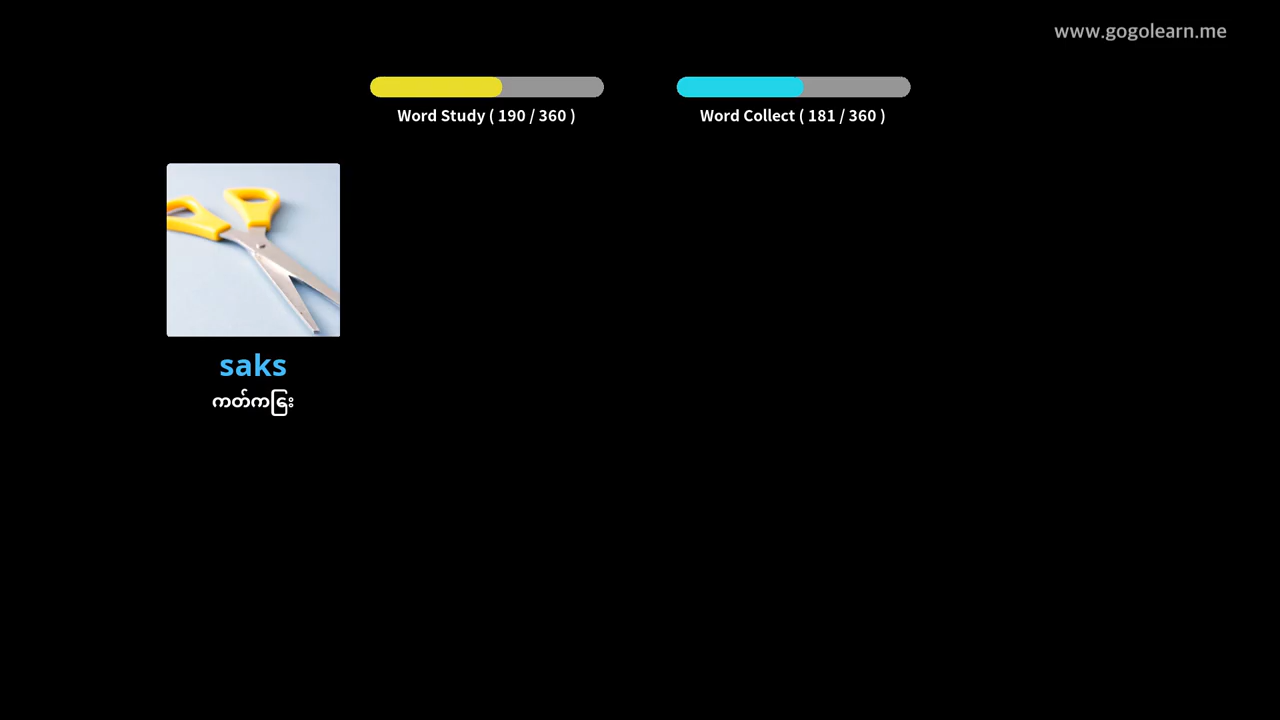 www.gogolearn.me
Word Study ( 190 / 360 )
Word Collect ( 181 / 360 )
saks
ကတ်ကြေး